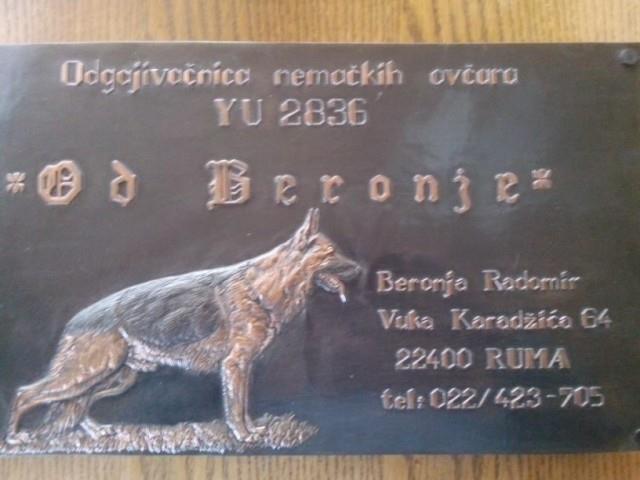 Odgajivačnica nemačkih ovčara
YU 2836
*Od Beronje*
Beronja Radomir
Vuka Karadžića 64
22400 RUMA
tel: 022/423-705